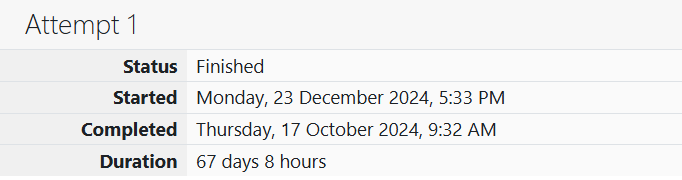 Attempt 1
Status Finished
Started Monday, 23 December 2024, 5:33 PM
Completed Thursday, 17 October 2024, 9:32 AM
Duration 67 days 8 hours